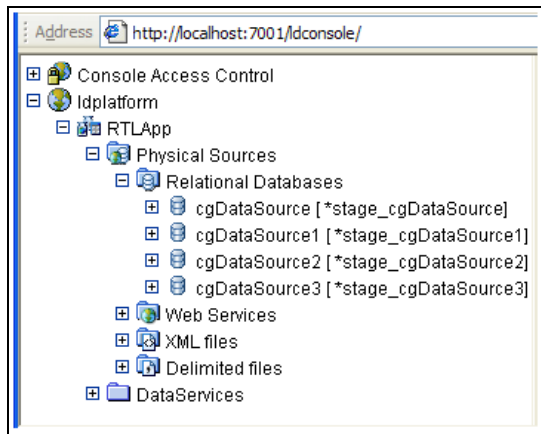 Address http://localhost:7001/ldconsole/
Console Access Control
ldplatform
RTLApp
Physical Sources
Relational Databases
cgDataSource [*stage_cgDataSource]
cgDataSource1 [*stage_cgDataSource1]
cgDataSource2 [*stage_cgDataSource2]
cgDataSource3 [*stage_cgDataSource3]
Web Services
XML files
Delimited files
DataServices